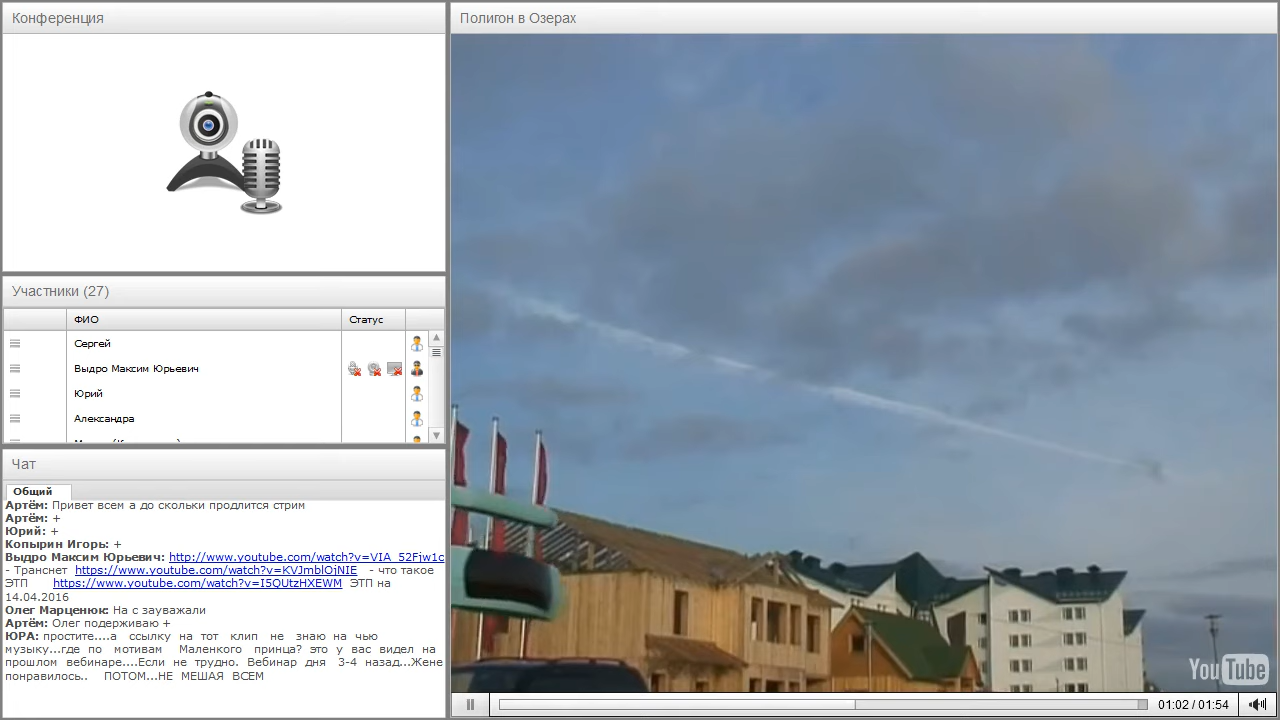 Конференция
Полигон в Озерах
Участники (27)
ФИО
Статус
Сергей
Выдро Максим Юрьевич
Юрий
Александра
Чат
Общий
Артём: Привет всем а до скольки продлится стрим
Артём: +
Юрий: +
Копырин Игорь: +
Выдро Максим Юрьевич: http://www.youtube.com/watch?v=VIA_52Fjw1c
- Транснет https://www.youtube.com/watch?v=KVJmblOjNIE - что такое
ЭТП https://www.youtube.com/watch?v=I5QUtzHXEWM ЭТП на
14.04.2016
Олег Марценюк: На с зауважали
Артём: Олег подерживаю +
ЮРА: простите....а ссылку на тот клип не знаю на чью
музыку...где по мотивам Маленкого принца? это у вас видел на
прошлом вебинаре....Если не трудно. Вебинар дня 3-4 назад...Жене
понравилось.. ПОТОМ...НЕ МЕШАЯ ВСЕМ
YouTube
01:02 / 01:54